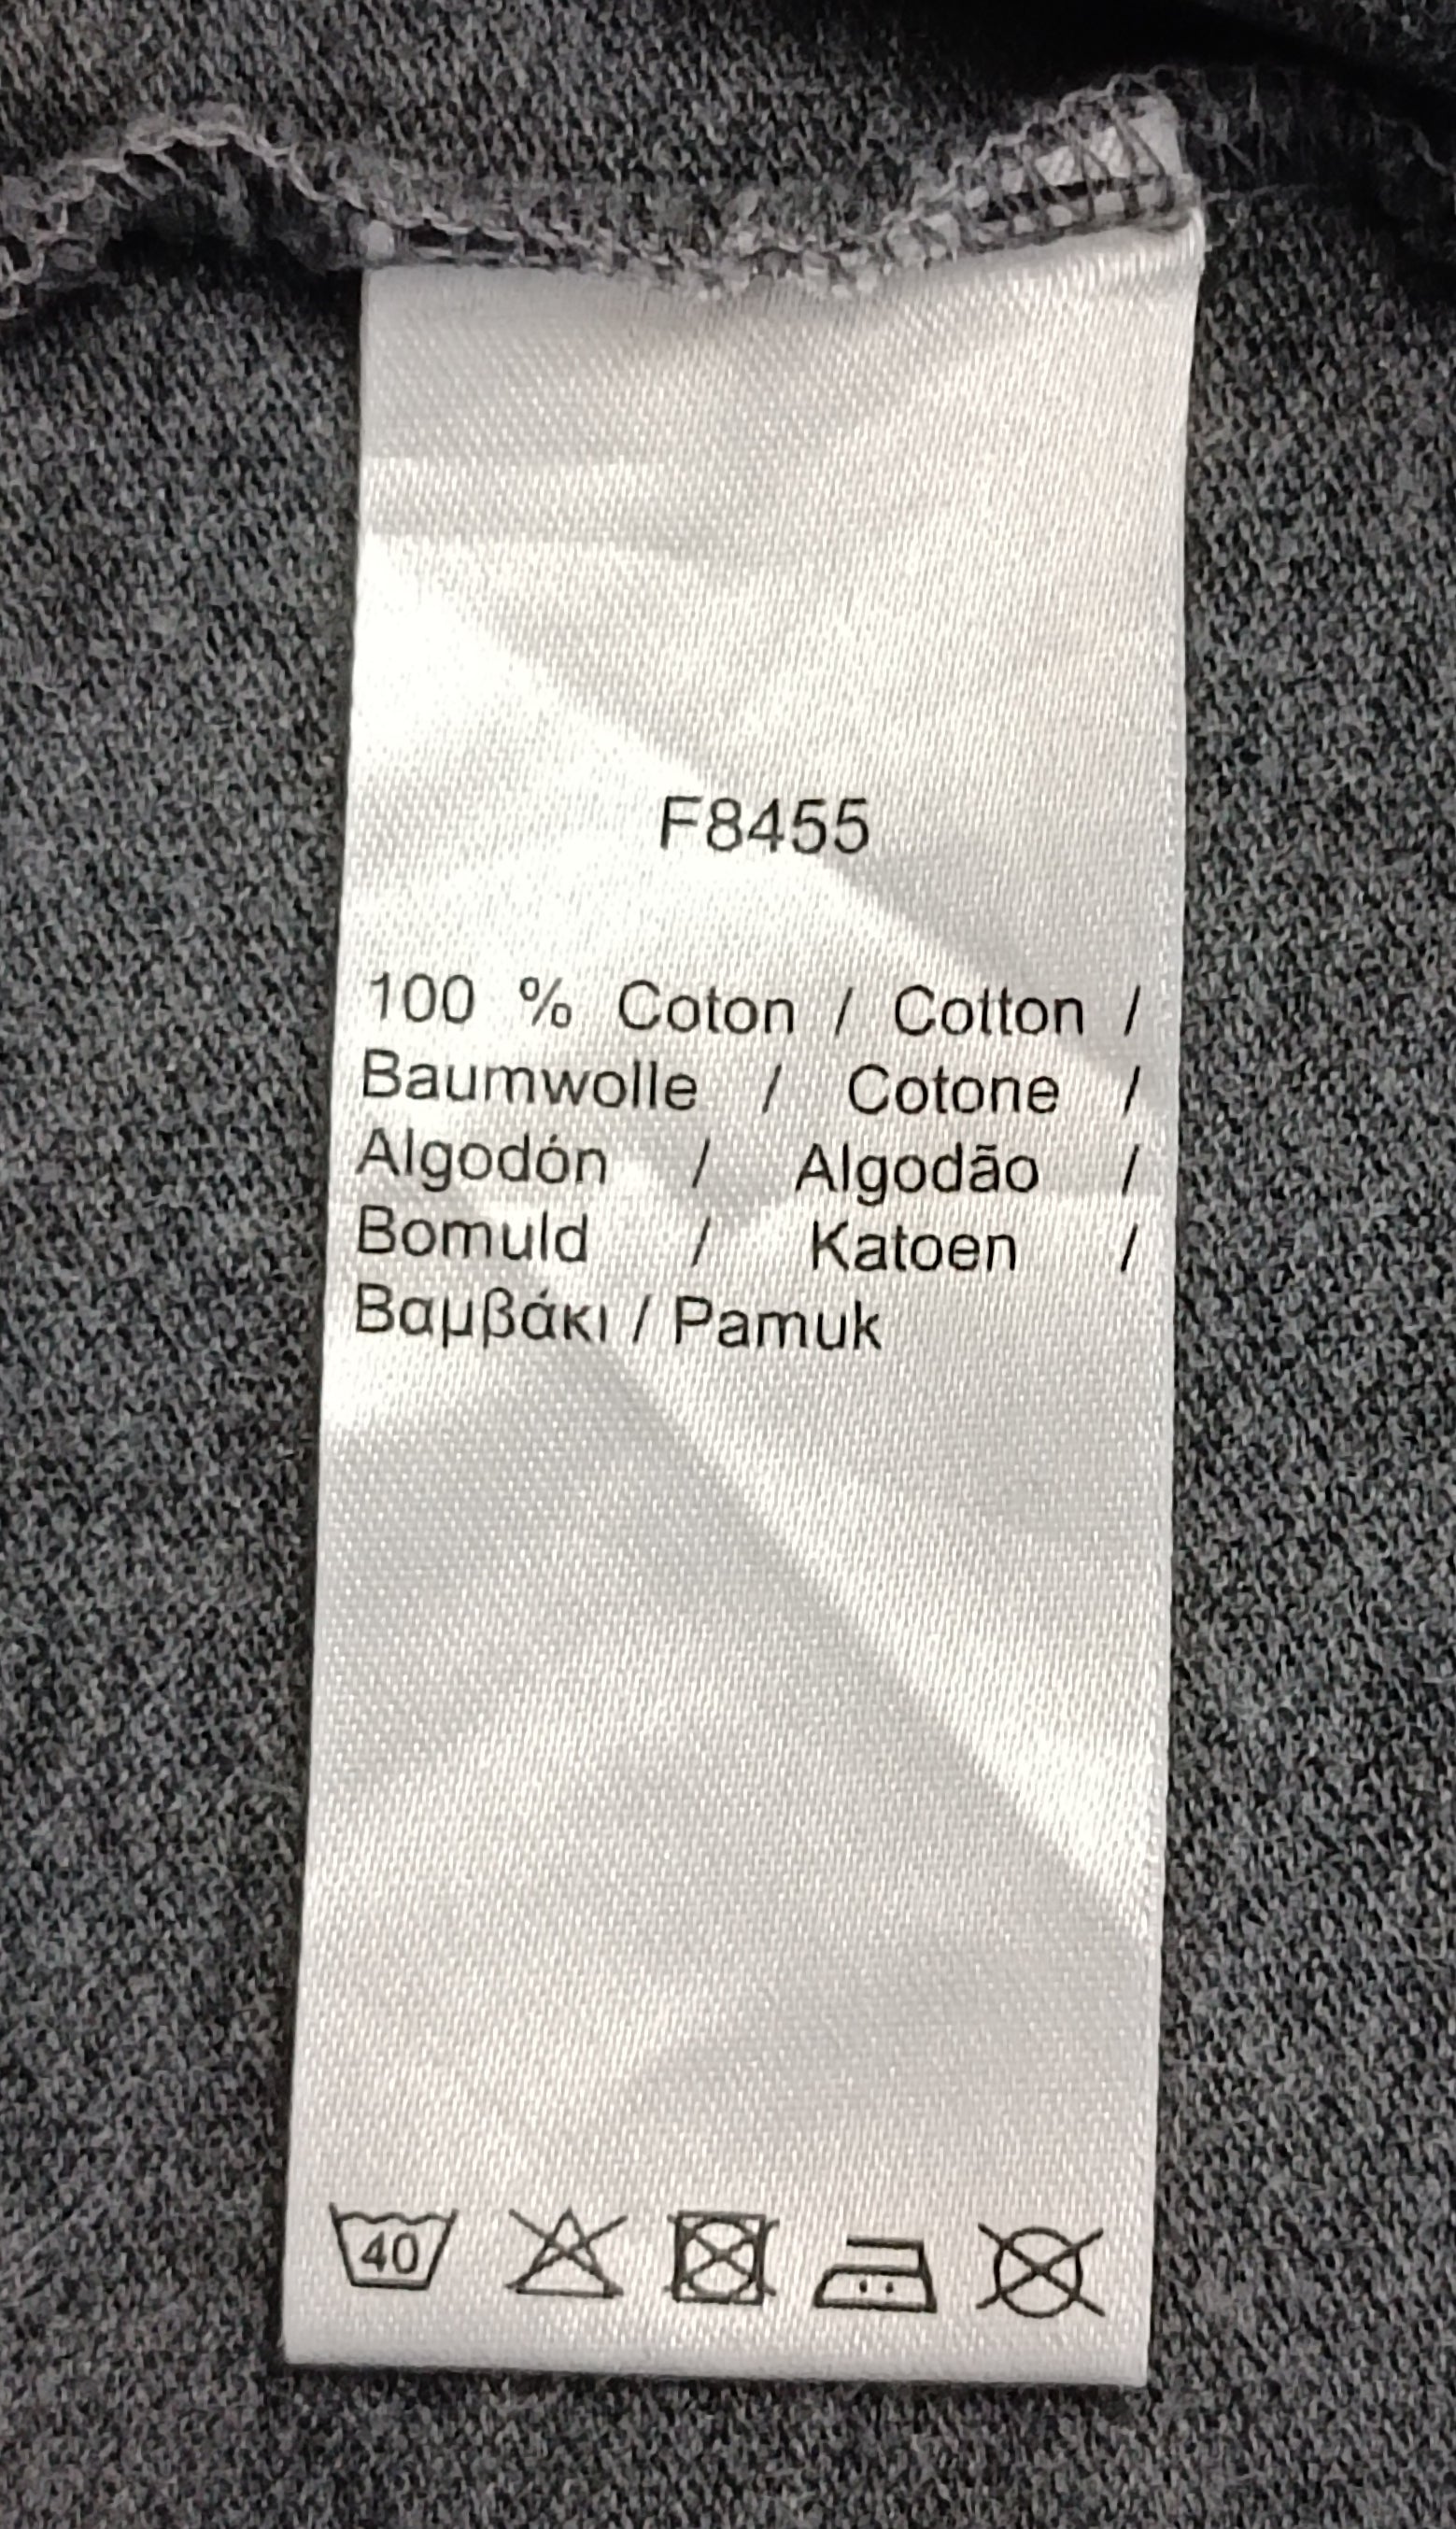 F8455
100 % Coton / Cotton /
Baumwolle / Cotone /
Algodón / Algodão /
Bomuld / Katoen /
Βαμβάκι / Pamuk
40